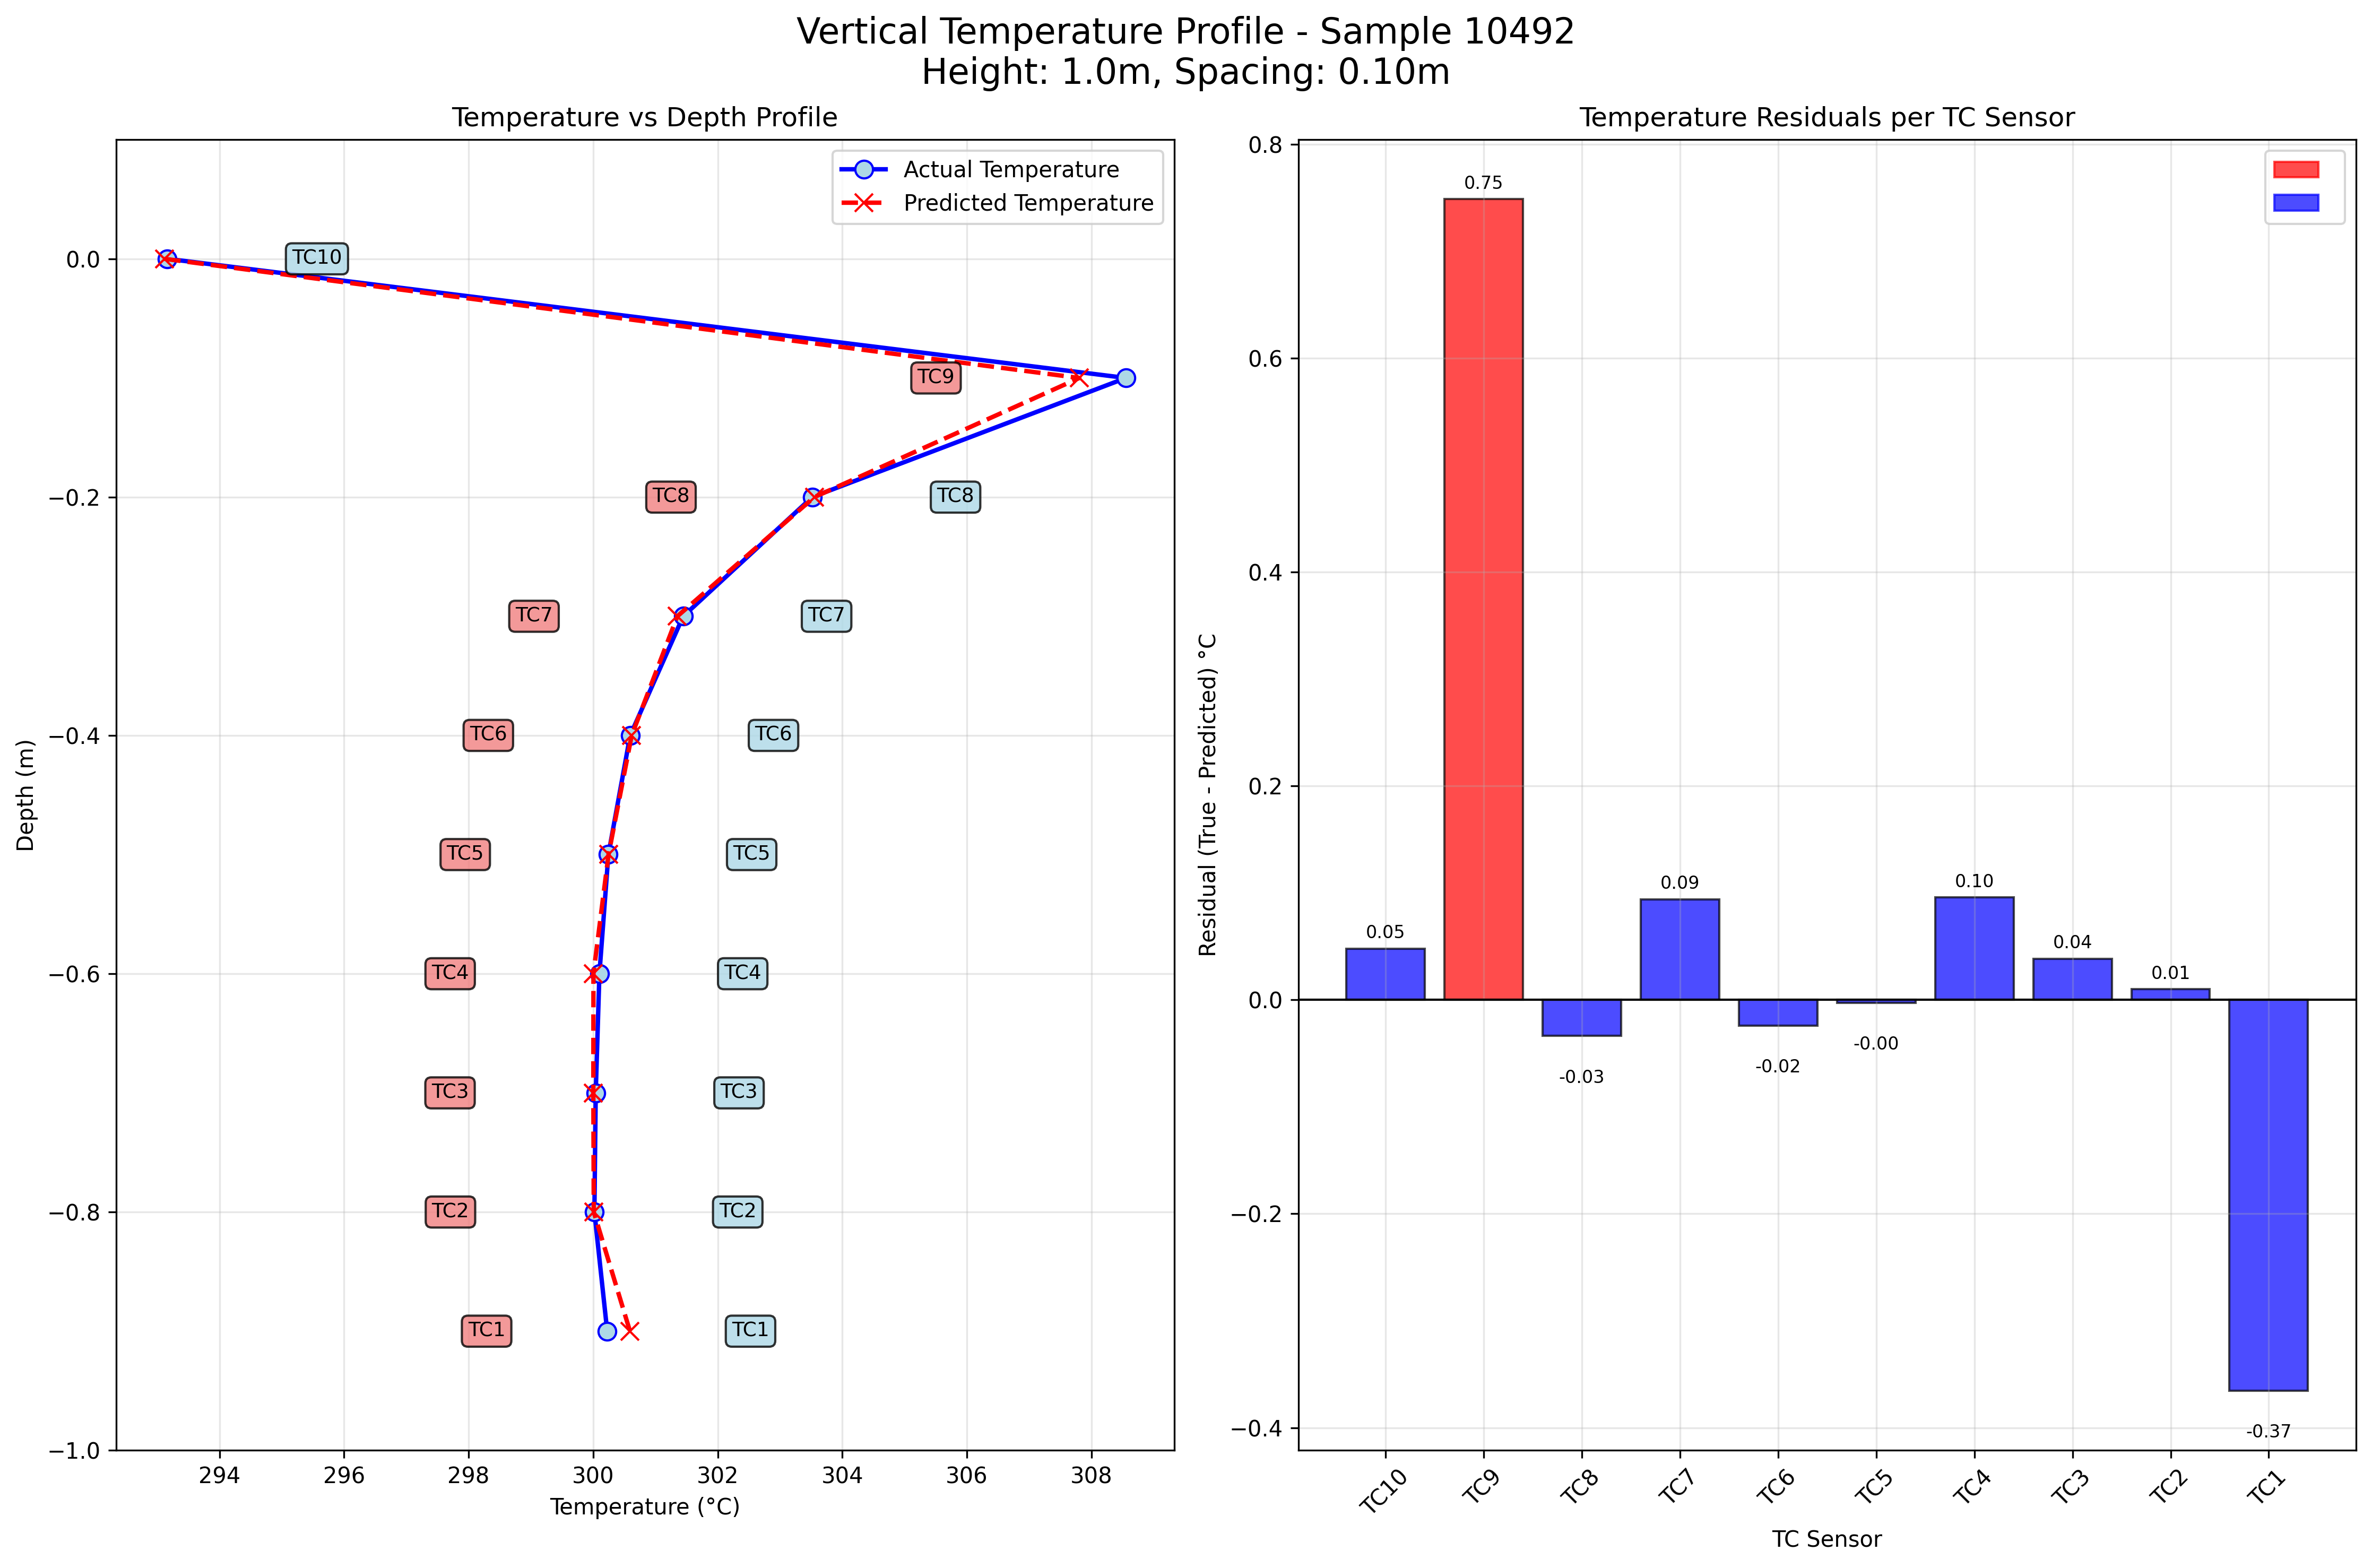 Vertical Temperature Profile - Sample 10492
Height: 1.0m, Spacing: 0.10m
Temperature vs Depth Profile
Actual Temperature
Predicted Temperature
TC10
TC9
TC8 TC8
TC7 TC7
TC6 TC6
TC5 TC5
TC4 TC4
TC3 TC3
TC2 TC2
TC1 TC1
0.0
−0.2
−0.4
−0.6
−0.8
−1.0
Depth (m)
294 296 298 300 302 304 306 308
Temperature (°C)
Temperature Residuals per TC Sensor
0.8
0.6
0.4
0.2
0.0
−0.2
−0.4
Residual (True - Predicted) °C
0.05
0.75
-0.03
0.09
-0.02
-0.00
0.10
0.04
0.01
-0.37
TC10 TC9 TC8 TC7 TC6 TC5 TC4 TC3 TC2 TC1
TC Sensor